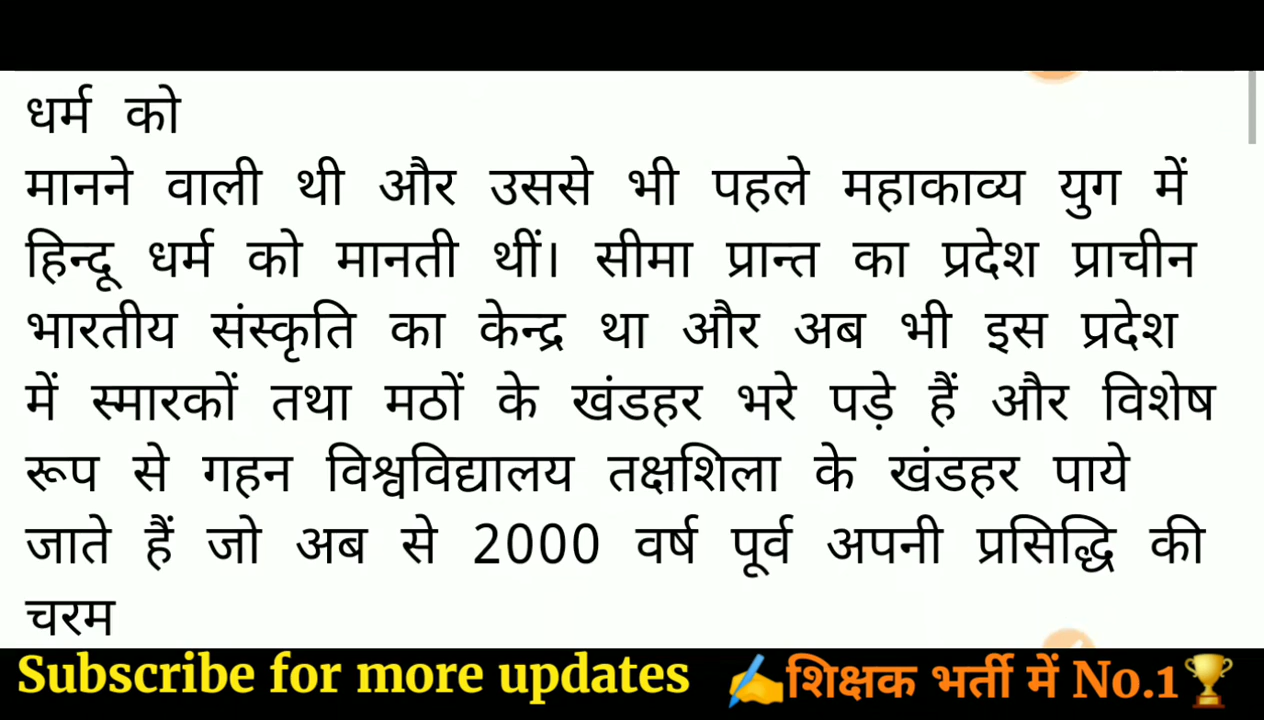 धर्म को
मानने वाली थी और उससे भी पहले महाकाव्य युग में
हिन्दू धर्म को मानती थीं। सीमा प्रान्त का प्रदेश प्राचीन
भारतीय संस्कृति का केन्द्र था और अब भी इस प्रदेश
में स्मारकों तथा मठों के खंडहर भरे पड़े हैं और विशेष
रूप से गहन विश्वविद्यालय तक्षशिला के खंडहर पाये
जाते हैं जो अब से 2000 वर्ष पूर्व अपनी प्रसिद्धि की
चरम
Subscribe for more updates ✍️शिक्षक भर्ती में No.1🏆